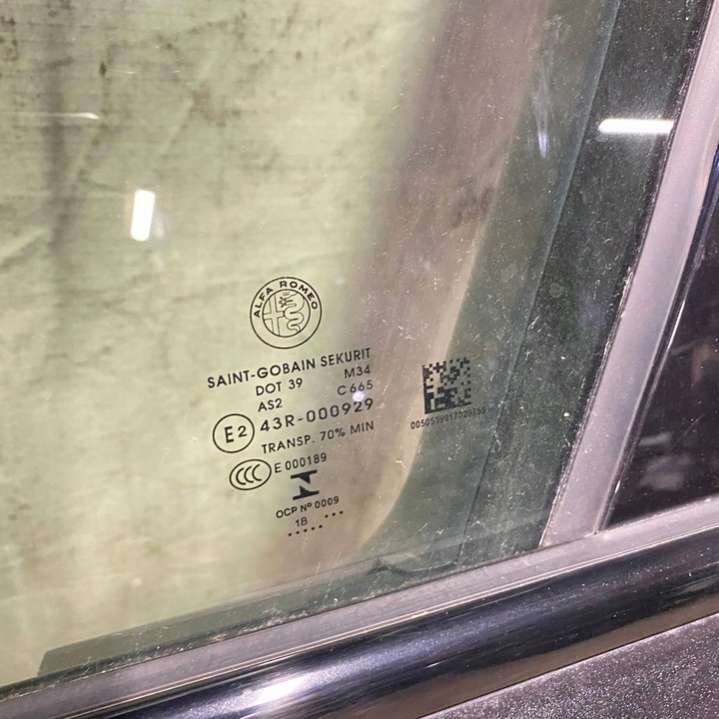 ALFA ROMEO
SAINT-GOBAIN SEKURIT
DOT 39 M34
AS2 C 665
E2 43R-000929
TRANSP. 70% MIN
CCC E 000189
OCP Nº 0009
18